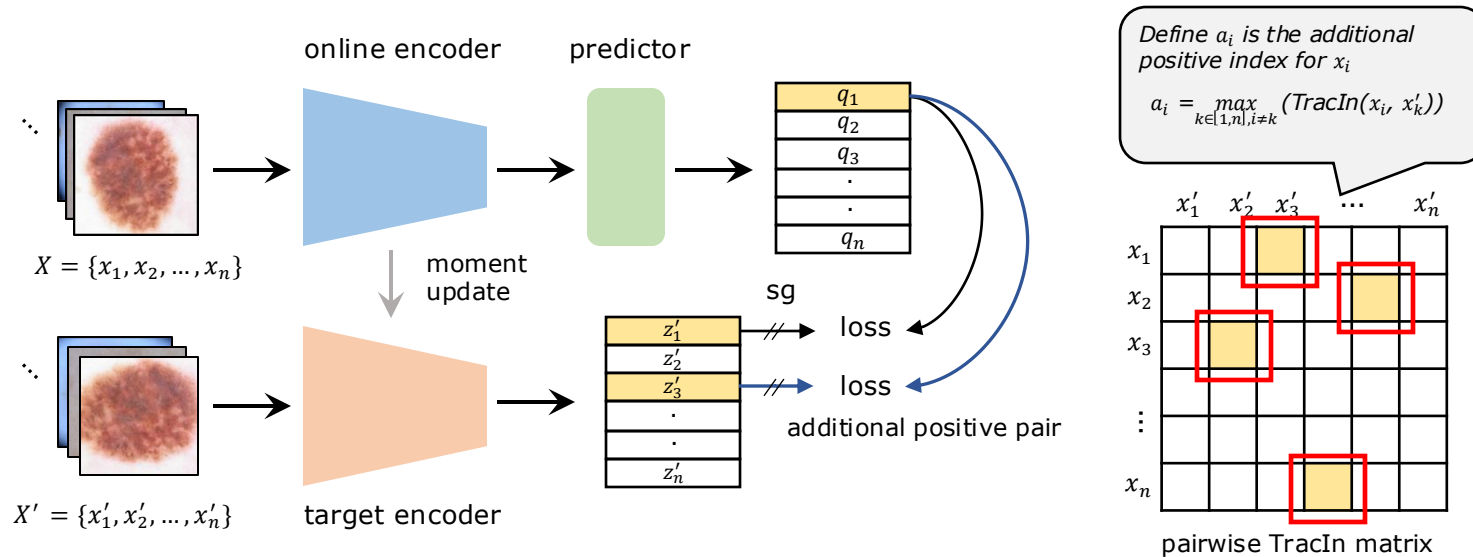 online encoder
predictor
...
X = {x₁, x₂, ..., xₙ}
q₁
q₂
q₃
.
.
qₙ
moment
update
...
X′ = {x′₁, x′₂, ..., x′ₙ}
target encoder
z′₁
z′₂
z′₃
.
.
z′ₙ
sg
loss
loss
additional positive pair
Define aᵢ is the additional
positive index for xᵢ
aᵢ = max (TracIn(xᵢ, x′ₖ))
k∈[1,n],i≠k
x′₁ x′₂ x′₃ ... x′ₙ
x₁
x₂
x₃
⋮
xₙ
pairwise TracIn matrix